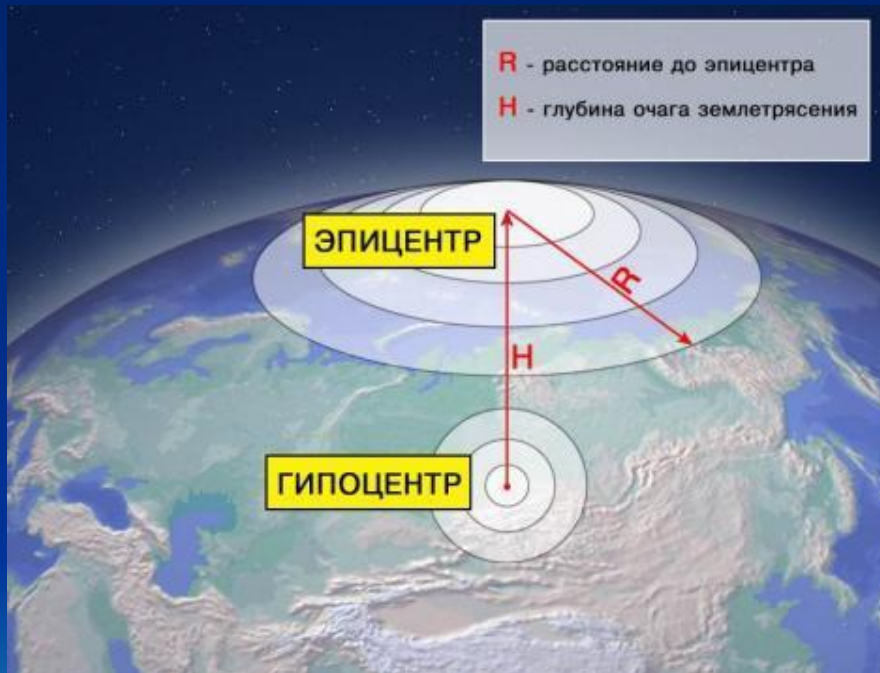 R - расстояние до эпицентра
H - глубина очага землетрясения
ЭПИЦЕНТР
R
H
ГИПОЦЕНТР